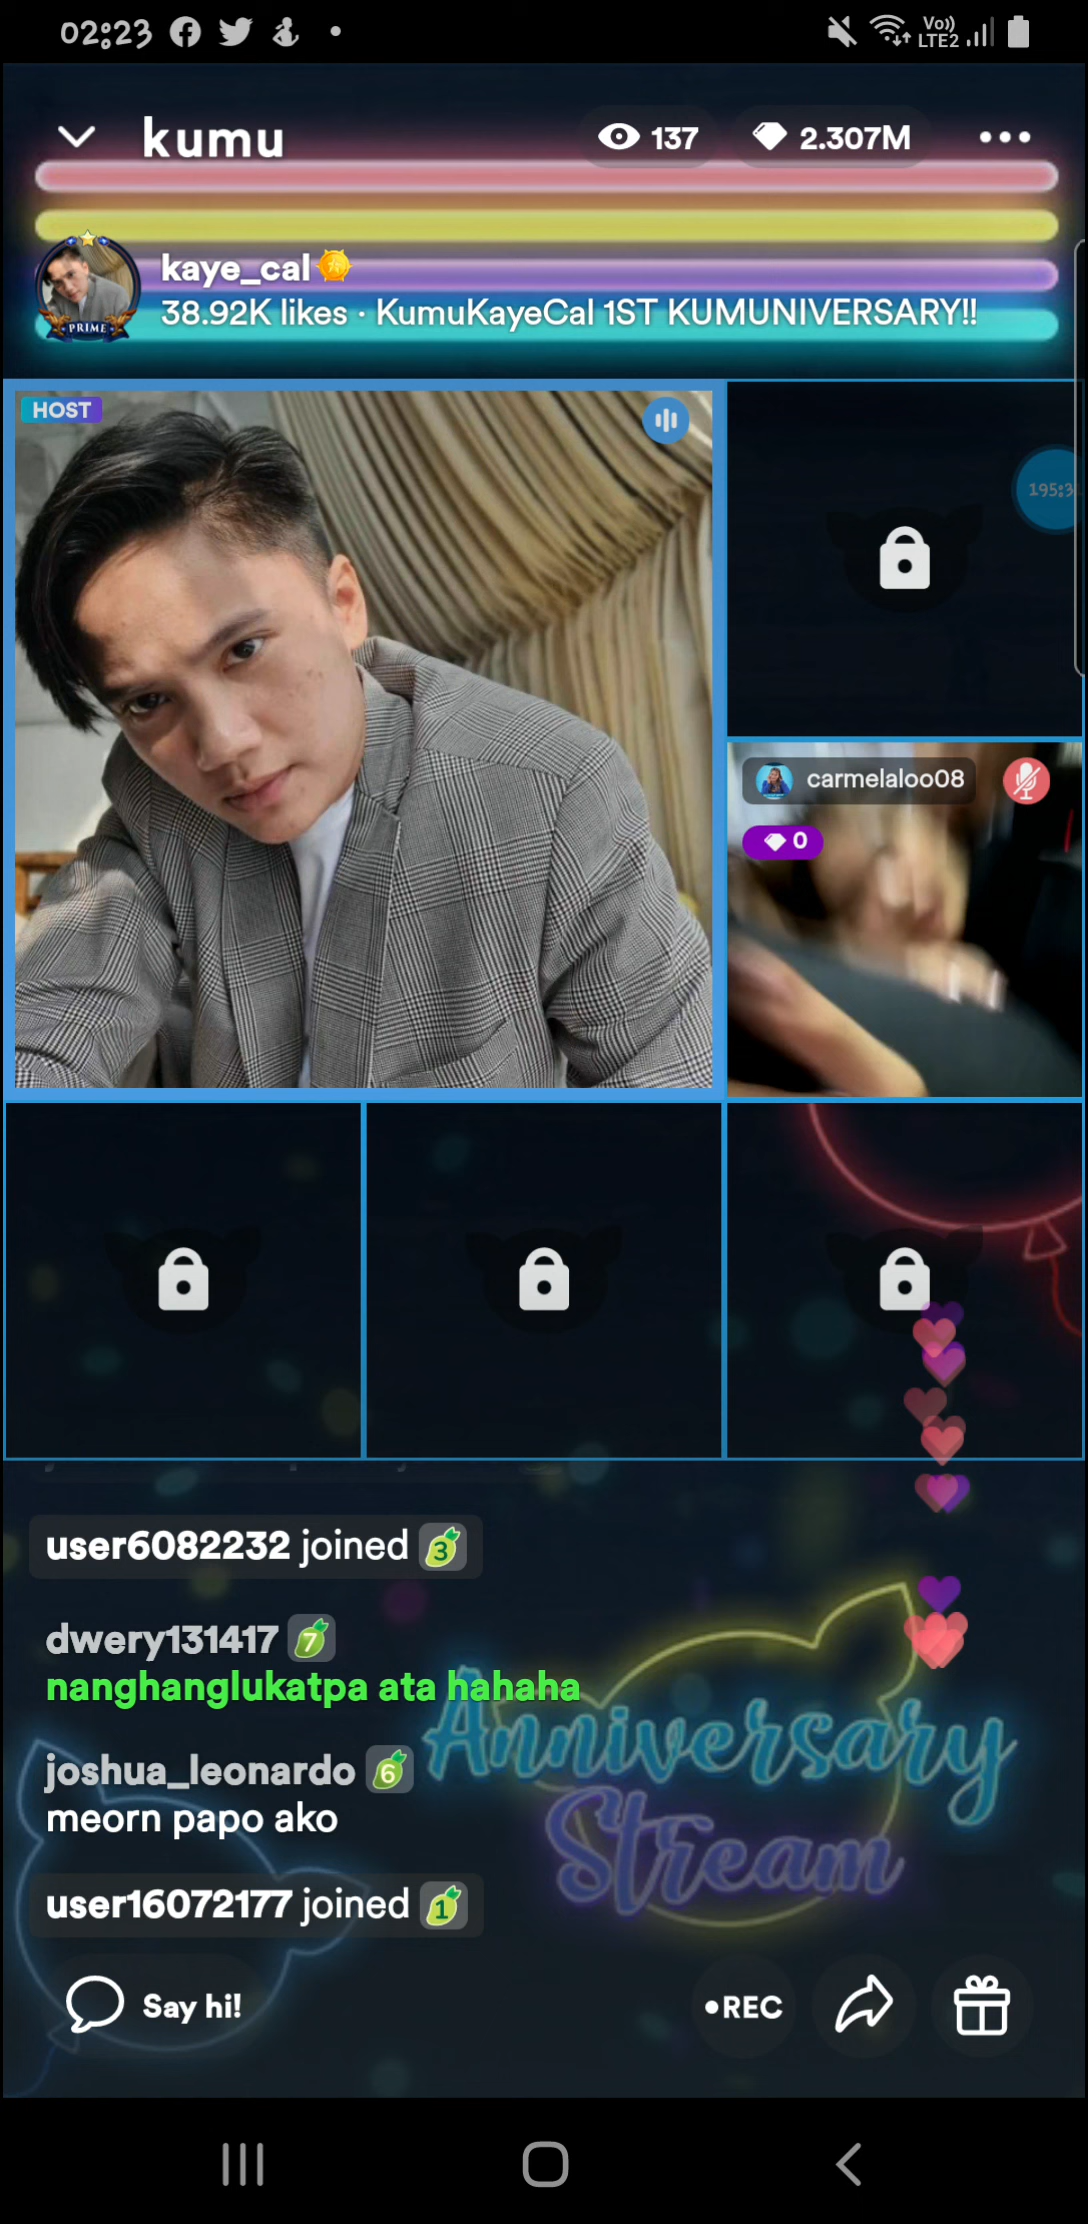 02:23
Vo))
LTE2
kumu
137
2.307M
kaye_cal
38.92K likes · KumuKayeCal 1ST KUMUNIVERSARY!!
PRIME
HOST
195:3
carmelaloo08
0
user6082232 joined 3
dwery131417 7
nanghanglukatpa ata hahaha
joshua_leonardo 6
meorn papo ako
user16072177 joined 1
Anniversary
Stream
Say hi!
•REC